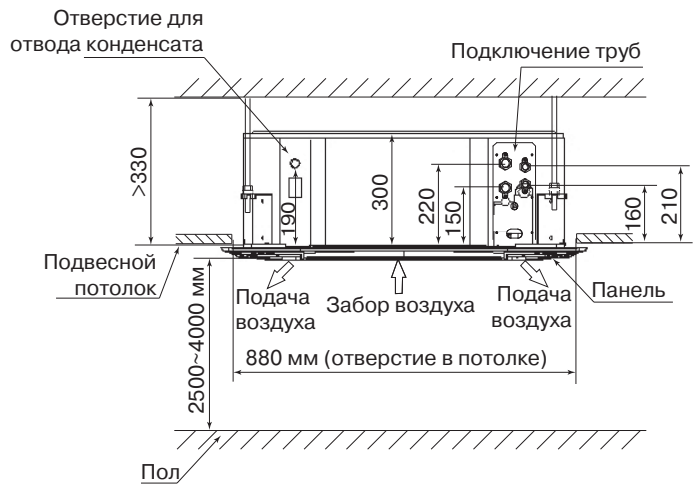 Отверстие для
отвода конденсата
Подключение труб
>330
190
300
220
150
160
210
Подвесной
потолок
Подача
воздуха
Забор воздуха
Подача
воздуха
Панель
2500~4000 мм
880 мм (отверстие в потолке)
Пол